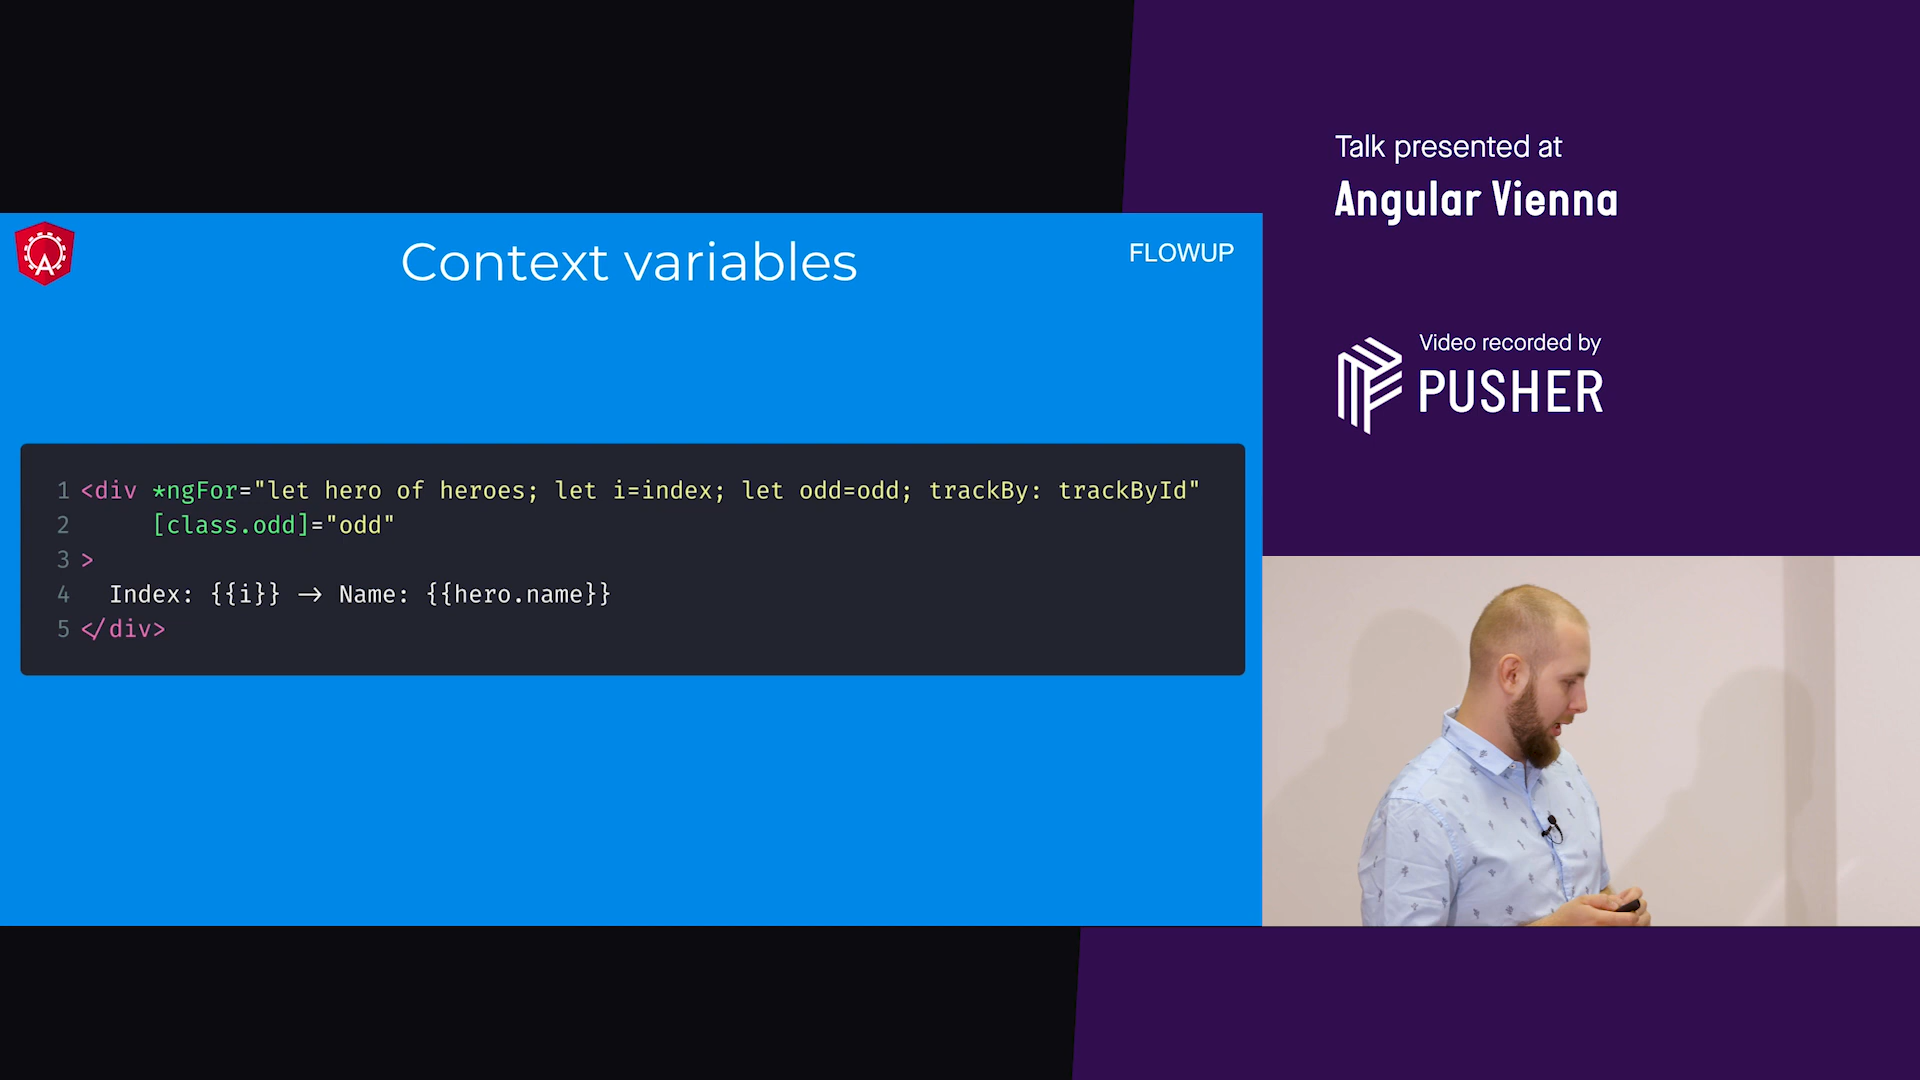 Talk presented at
Angular Vienna
Video recorded by
PUSHER
Context variables
FLOWUP
1 <div *ngFor="let hero of heroes; let i=index; let odd=odd; trackBy: trackById"
2      [class.odd]="odd"
3 >
4   Index: {{i}} -> Name: {{hero.name}}
5 </div>